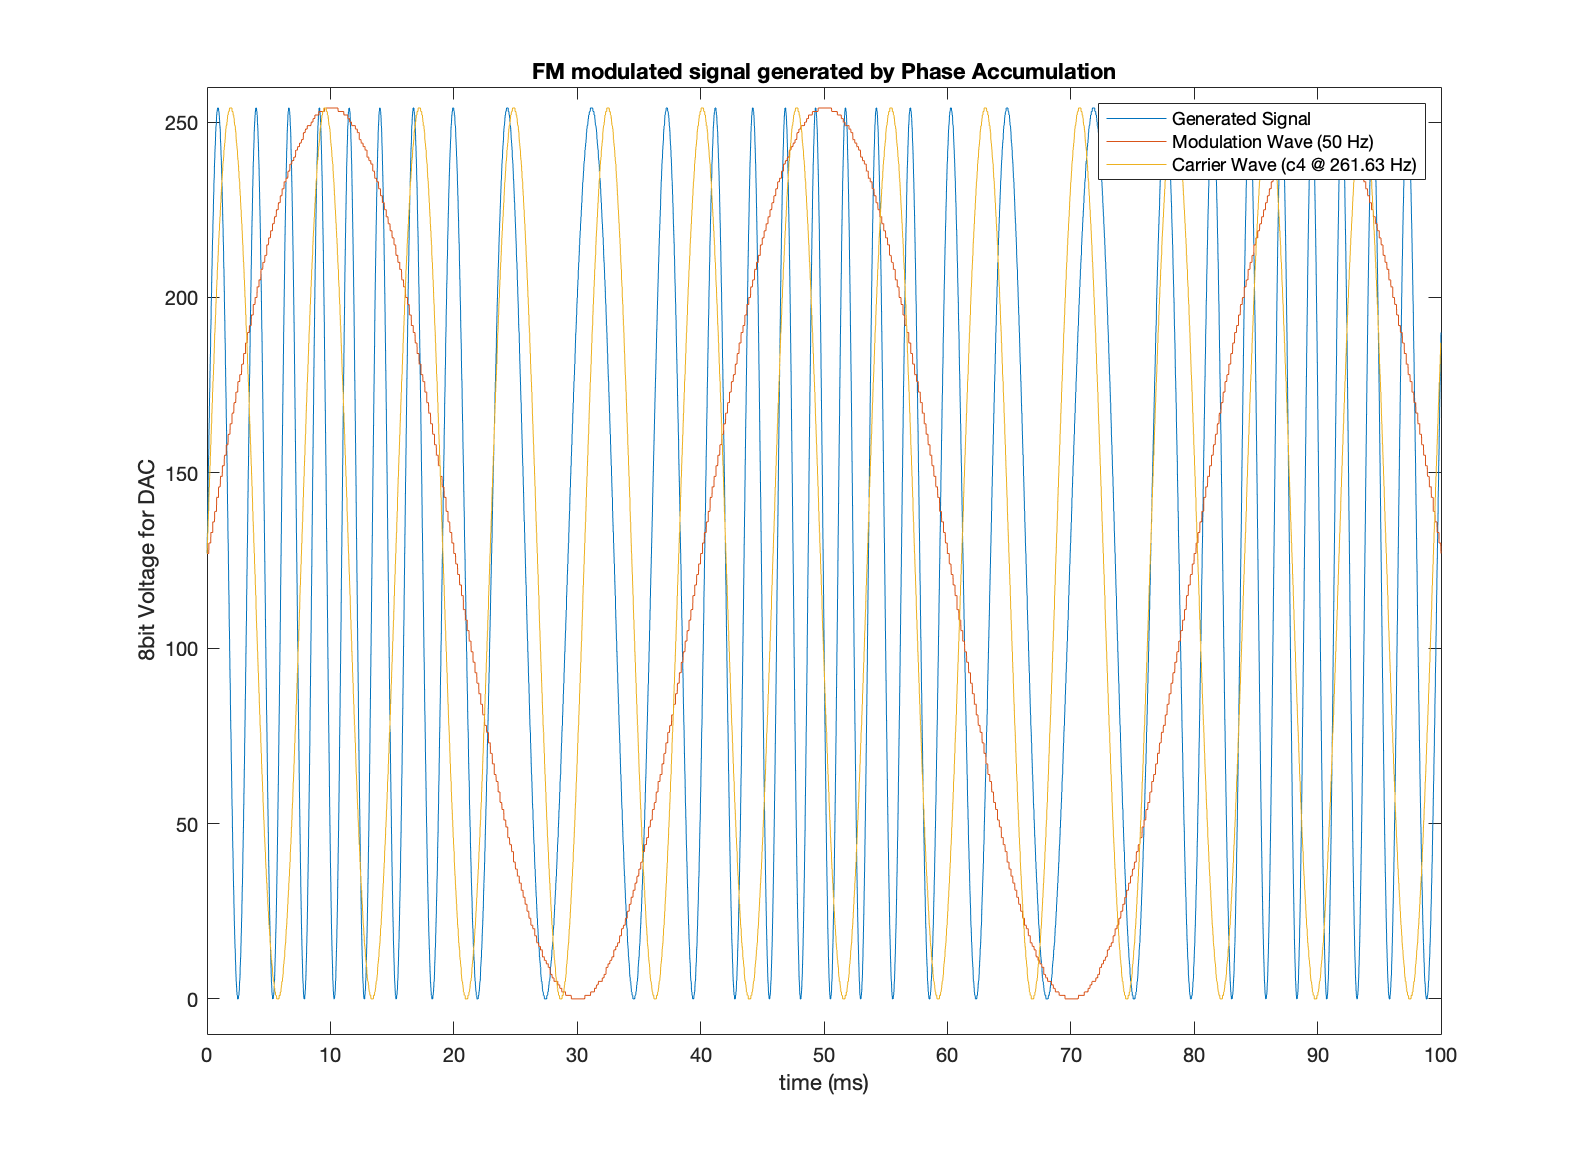 FM modulated signal generated by Phase Accumulation
Generated Signal
Modulation Wave (50 Hz)
Carrier Wave (c4 @ 261.63 Hz)
8bit Voltage for DAC
250
200
150
100
50
0
0 10 20 30 40 50 60 70 80 90 100
time (ms)